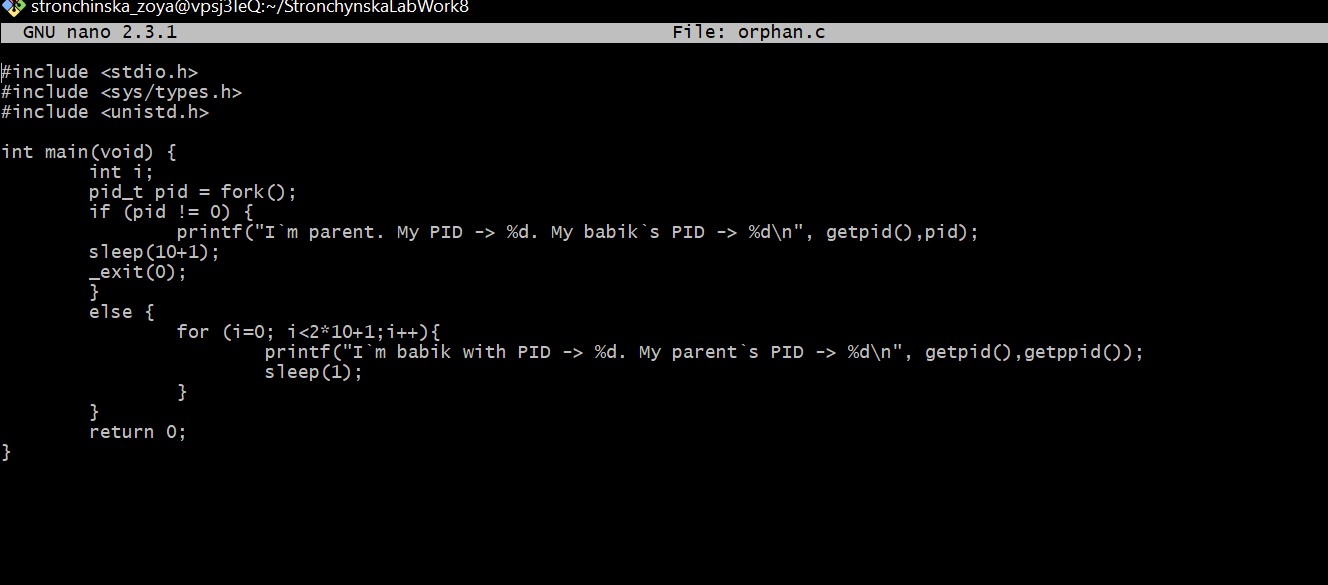 stronchinska_zoya@vpsj3IeQ:~/StronchynskaLabWork8
GNU nano 2.3.1 File: orphan.c
#include <stdio.h>
#include <sys/types.h>
#include <unistd.h>
int main(void) {
int i;
pid_t pid = fork();
if (pid != 0) {
printf("I`m parent. My PID -> %d. My babik`s PID -> %d\n", getpid(),pid);
sleep(10+1);
_exit(0);
}
else {
for (i=0; i<2*10+1;i++){
printf("I`m babik with PID -> %d. My parent`s PID -> %d\n", getpid(),getppid());
sleep(1);
}
}
return 0;
}